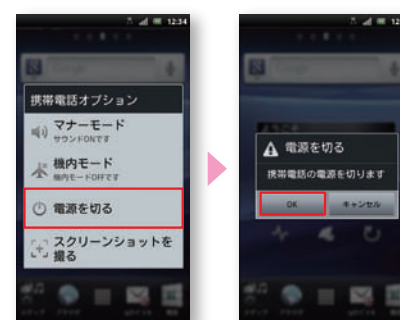 12:34
携帯電話オプション
マナーモード
サウンドONです
機内モード
機内モードOFFです
電源を切る
スクリーンショットを
撮る
12
電源を切る
携帯電話の電源を切ります
OK
キャンセル